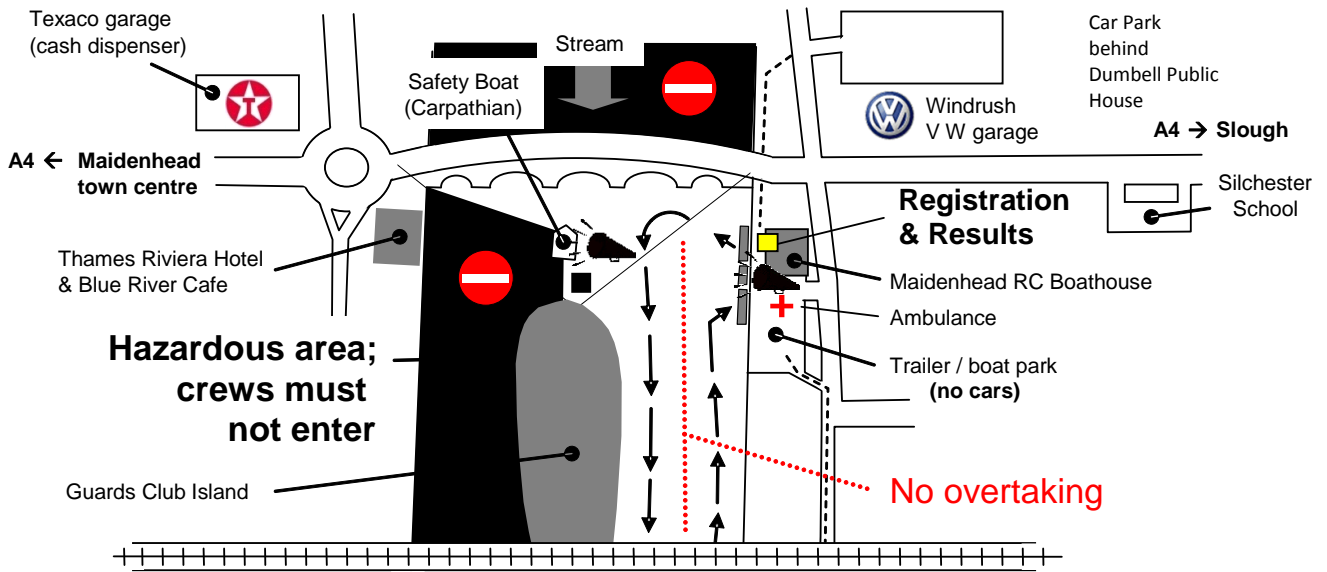 Texaco garage
(cash dispenser)
Stream
Safety Boat
(Carpathian)
Car Park
behind
Dumbell Public
House
Windrush
V W garage
A4 → Slough
A4 ← Maidenhead
town centre
Silchester
School
Registration
& Results
Thames Riviera Hotel
& Blue River Cafe
Maidenhead RC Boathouse
Ambulance
Hazardous area;
crews must
not enter
Trailer / boat park
(no cars)
Guards Club Island
No overtaking